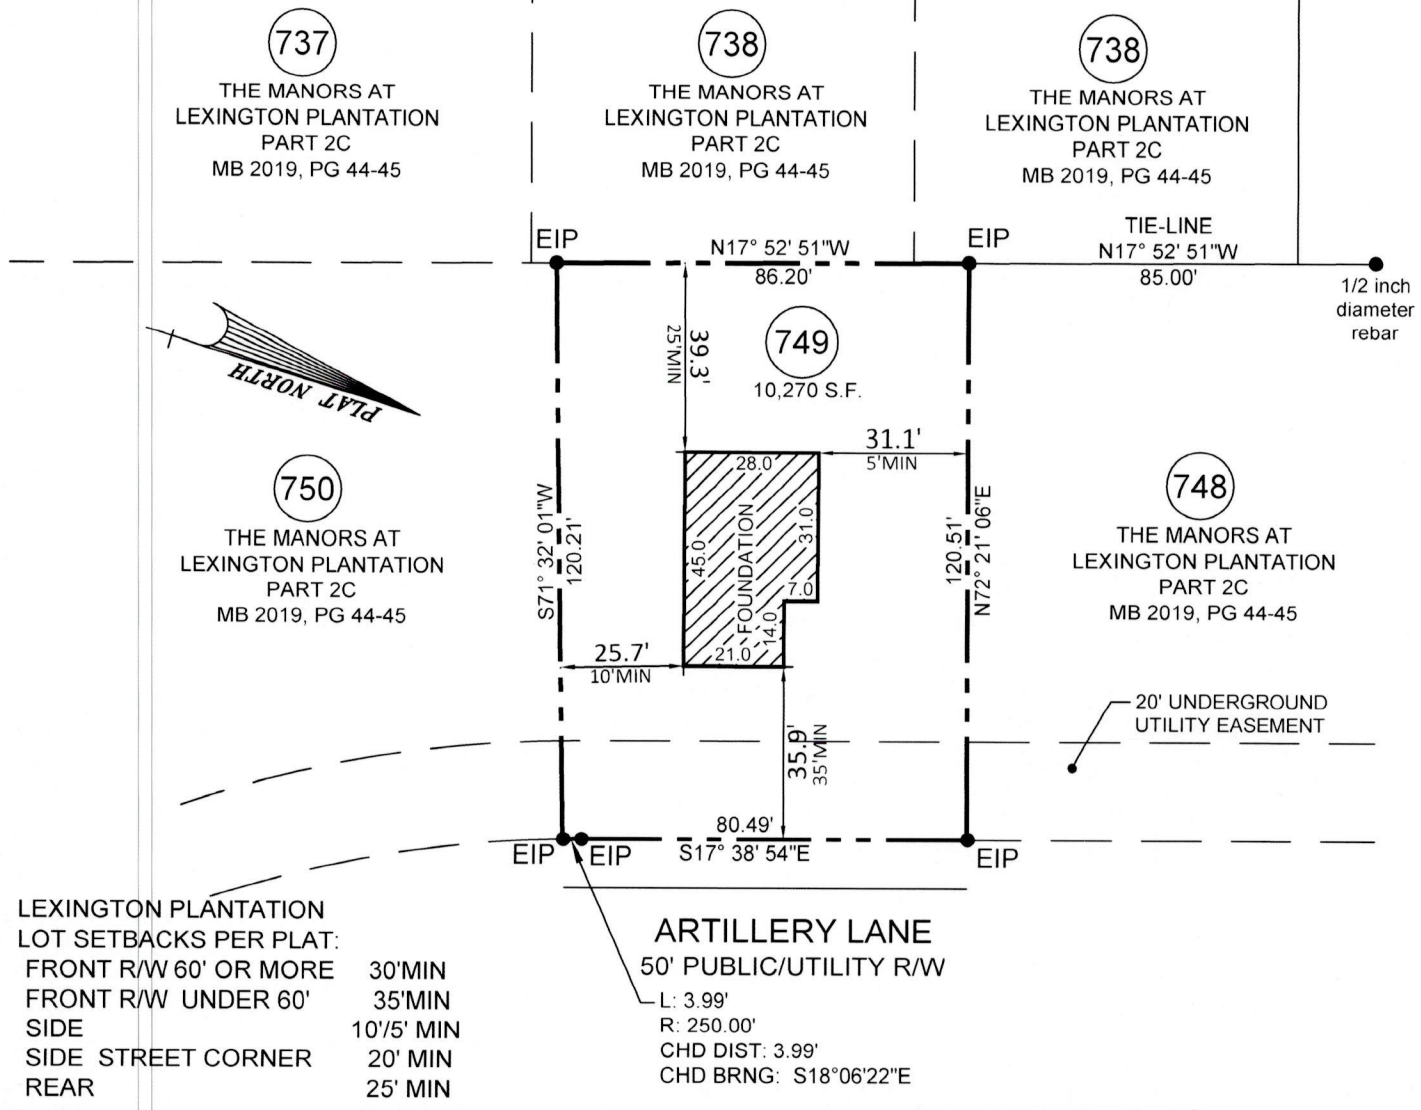 737
THE MANORS AT
LEXINGTON PLANTATION
PART 2C
MB 2019, PG 44-45
738
THE MANORS AT
LEXINGTON PLANTATION
PART 2C
MB 2019, PG 44-45
738
THE MANORS AT
LEXINGTON PLANTATION
PART 2C
MB 2019, PG 44-45
EIP
N17° 52' 51"W
86.20'
EIP
TIE-LINE
N17° 52' 51"W
85.00'
1/2 inch
diameter
rebar
PLAT NORTH
39.3'
25'MIN
749
10,270 S.F.
31.1'
5'MIN
28.0
31.0
45.0
FOUNDATION
7.0
14.0
21.0
750
THE MANORS AT
LEXINGTON PLANTATION
PART 2C
MB 2019, PG 44-45
S71° 32' 01"W
120.21'
120.51'
N72° 21' 06"E
748
THE MANORS AT
LEXINGTON PLANTATION
PART 2C
MB 2019, PG 44-45
25.7'
10'MIN
35.9'
35'MIN
20' UNDERGROUND
UTILITY EASEMENT
80.49'
S17° 38' 54"E
EIP
EIP
EIP
ARTILLERY LANE
50' PUBLIC/UTILITY R/W
L: 3.99'
R: 250.00'
CHD DIST: 3.99'
CHD BRNG: S18°06'22"E
LEXINGTON PLANTATION
LOT SETBACKS PER PLAT:
FRONT R/W 60' OR MORE 30'MIN
FRONT R/W UNDER 60' 35'MIN
SIDE 10'/5' MIN
SIDE STREET CORNER 20' MIN
REAR 25' MIN